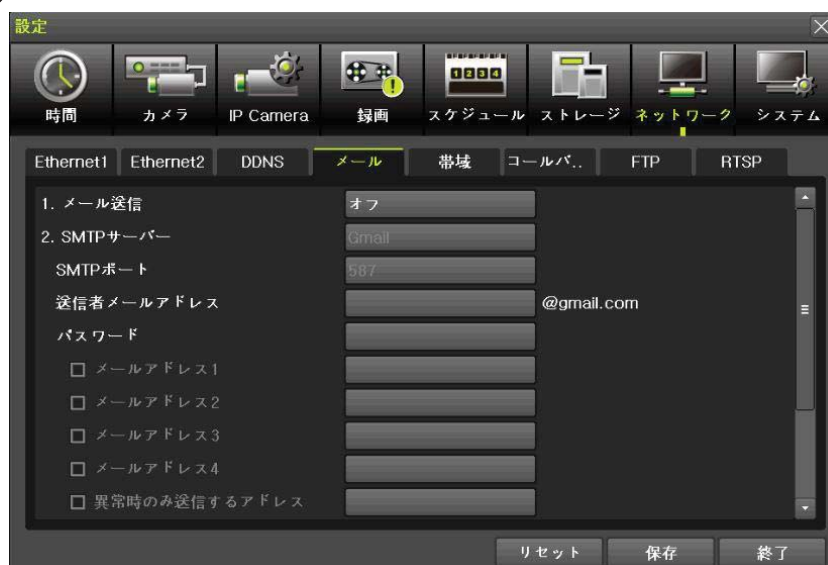 設定
時間 カメラ IP Camera 録画 スケジュール ストレージ ネットワーク システム
Ethernet1 Ethernet2 DDNS メール 帯域 コールバ.. FTP RTSP
1. メール送信 オフ
2. SMTPサーバー Gmail
SMTPポート 587
送信者メールアドレス @gmail.com
パスワード
メールアドレス1
メールアドレス2
メールアドレス3
メールアドレス4
異常時のみ送信するアドレス
リセット 保存 終了